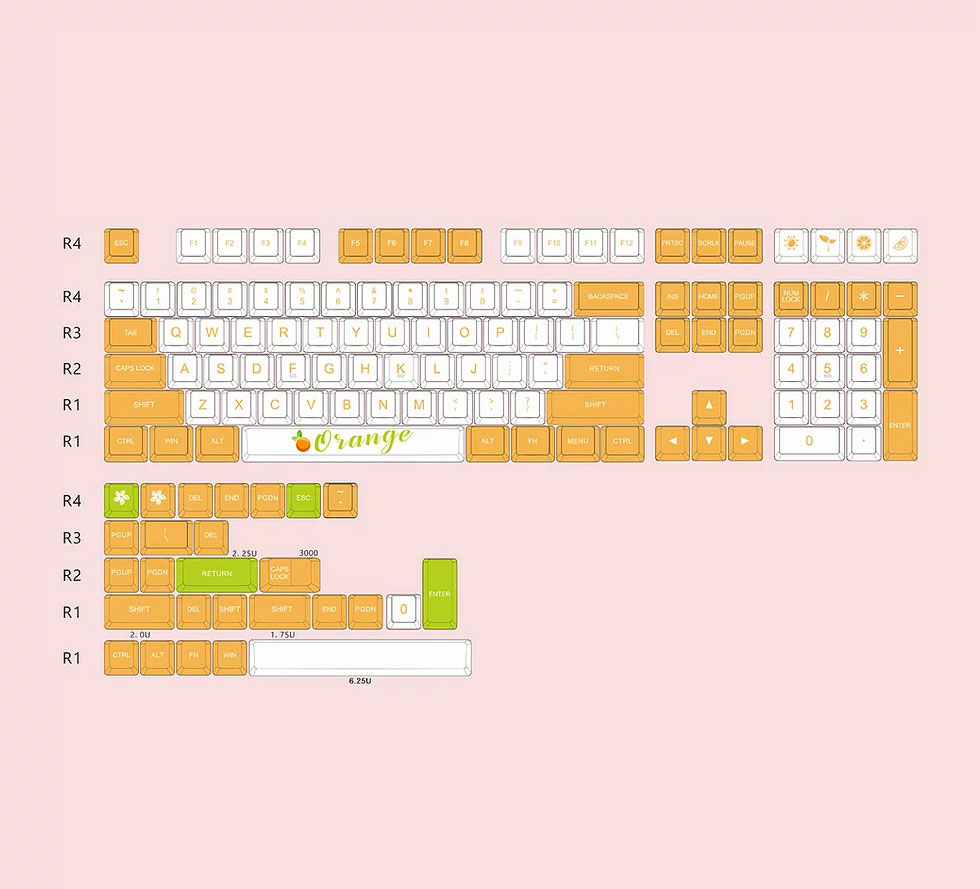 R4 ESC F1 F2 F3 F4 F5 F6 F7 F8 F9 F10 F11 F12 PRTSC SCRLK PAUSE
R4 ~ ! 1 @ 2 # 3 $ 4 % 5 ^ 6 & 7 * 8 ( 9 ) 0 — - + = BACKSPACE INS HOME PGUP NUM LOCK / * −
R3 TAB Q W E R T Y U I O P { [ } ] | \ DEL END PGDN 7 8 9 +
R2 CAPS LOCK A S D F G H K L J : ; " ' RETURN 4 5 6
R1 SHIFT Z X C V B N M < , > . ? / SHIFT ▲ 1 2 3 ENTER
R1 CTRL WIN ALT Orange ALT FN MENU CTRL ◀ ▼ ▶ 0 .
R4 DEL END PGDN ESC ~
R3 PGUP | \ DEL
2.25U 3000
R2 PGUP PGDN RETURN CAPS LOCK ENTER
R1 SHIFT DEL SHIFT SHIFT END PGDN 0
2.0U 1.75U
R1 CTRL ALT FN WIN
6.25U